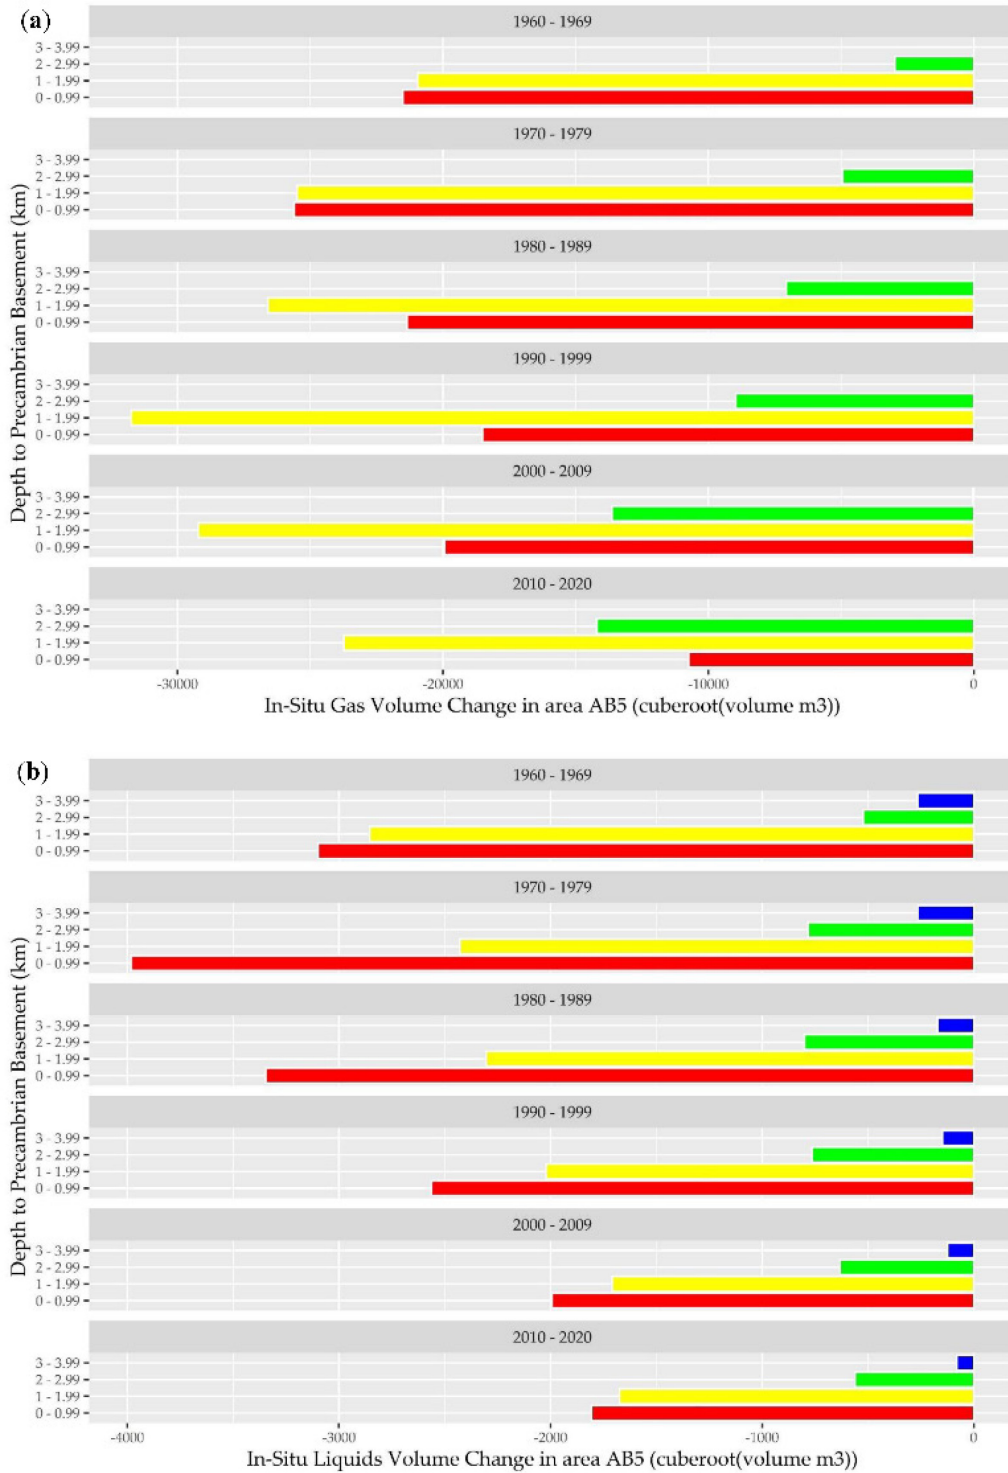 (a)
1960 - 1969
3 - 3.99
2 - 2.99
1 - 1.99
0 - 0.99
1970 - 1979
3 - 3.99
2 - 2.99
1 - 1.99
0 - 0.99
1980 - 1989
3 - 3.99
2 - 2.99
1 - 1.99
0 - 0.99
1990 - 1999
3 - 3.99
2 - 2.99
1 - 1.99
0 - 0.99
2000 - 2009
3 - 3.99
2 - 2.99
1 - 1.99
0 - 0.99
2010 - 2020
3 - 3.99
2 - 2.99
1 - 1.99
0 - 0.99
Depth to Precambrian Basement (km)
-30000 -20000 -10000 0
In-Situ Gas Volume Change in area AB5 (cuberoot(volume m3))
(b)
1960 - 1969
3 - 3.99
2 - 2.99
1 - 1.99
0 - 0.99
1970 - 1979
3 - 3.99
2 - 2.99
1 - 1.99
0 - 0.99
1980 - 1989
3 - 3.99
2 - 2.99
1 - 1.99
0 - 0.99
1990 - 1999
3 - 3.99
2 - 2.99
1 - 1.99
0 - 0.99
2000 - 2009
3 - 3.99
2 - 2.99
1 - 1.99
0 - 0.99
2010 - 2020
3 - 3.99
2 - 2.99
1 - 1.99
0 - 0.99
Depth to Precambrian Basement (km)
-4000 -3000 -2000 -1000 0
In-Situ Liquids Volume Change in area AB5 (cuberoot(volume m3))